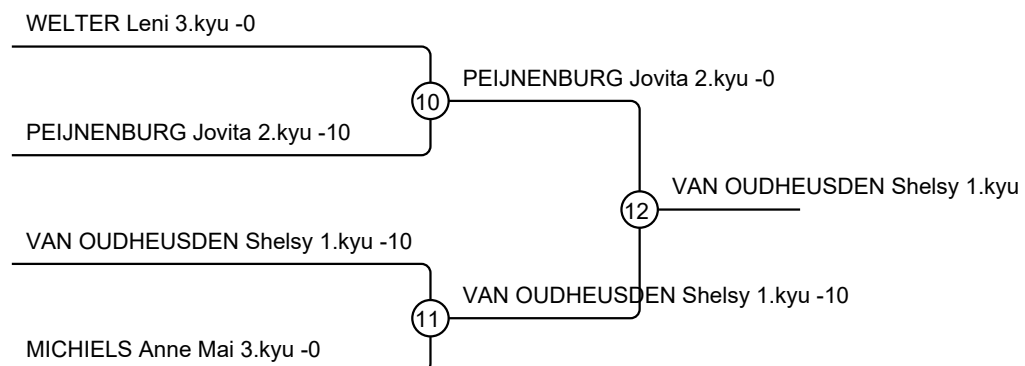 WELTER Leni 3.kyu -0
PEIJNENBURG Jovita 2.kyu -0
10
PEIJNENBURG Jovita 2.kyu -10
VAN OUDHEUSDEN Shelsy 1.kyu
12
VAN OUDHEUSDEN Shelsy 1.kyu -10
VAN OUDHEUSDEN Shelsy 1.kyu -10
11
MICHIELS Anne Mai 3.kyu -0